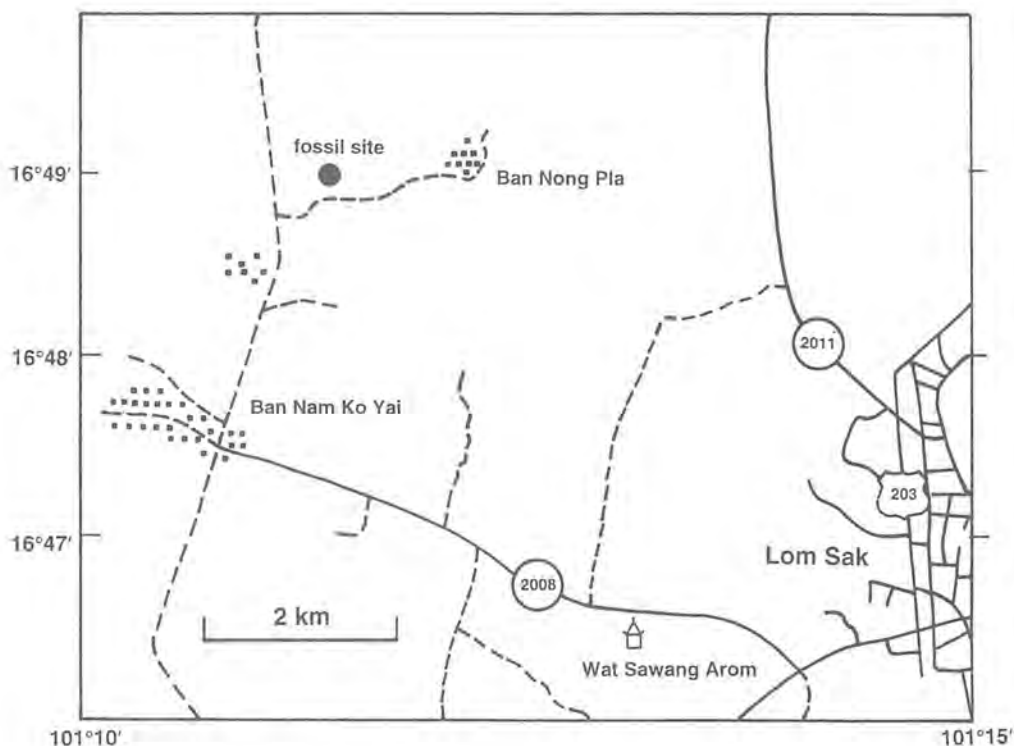 fossil site
16°49'
Ban Nong Pla
2011
16°48'
Ban Nam Ko Yai
203
16°47'
Lom Sak
2008
2 km
Wat Sawang Arom
101°10'
101°15'